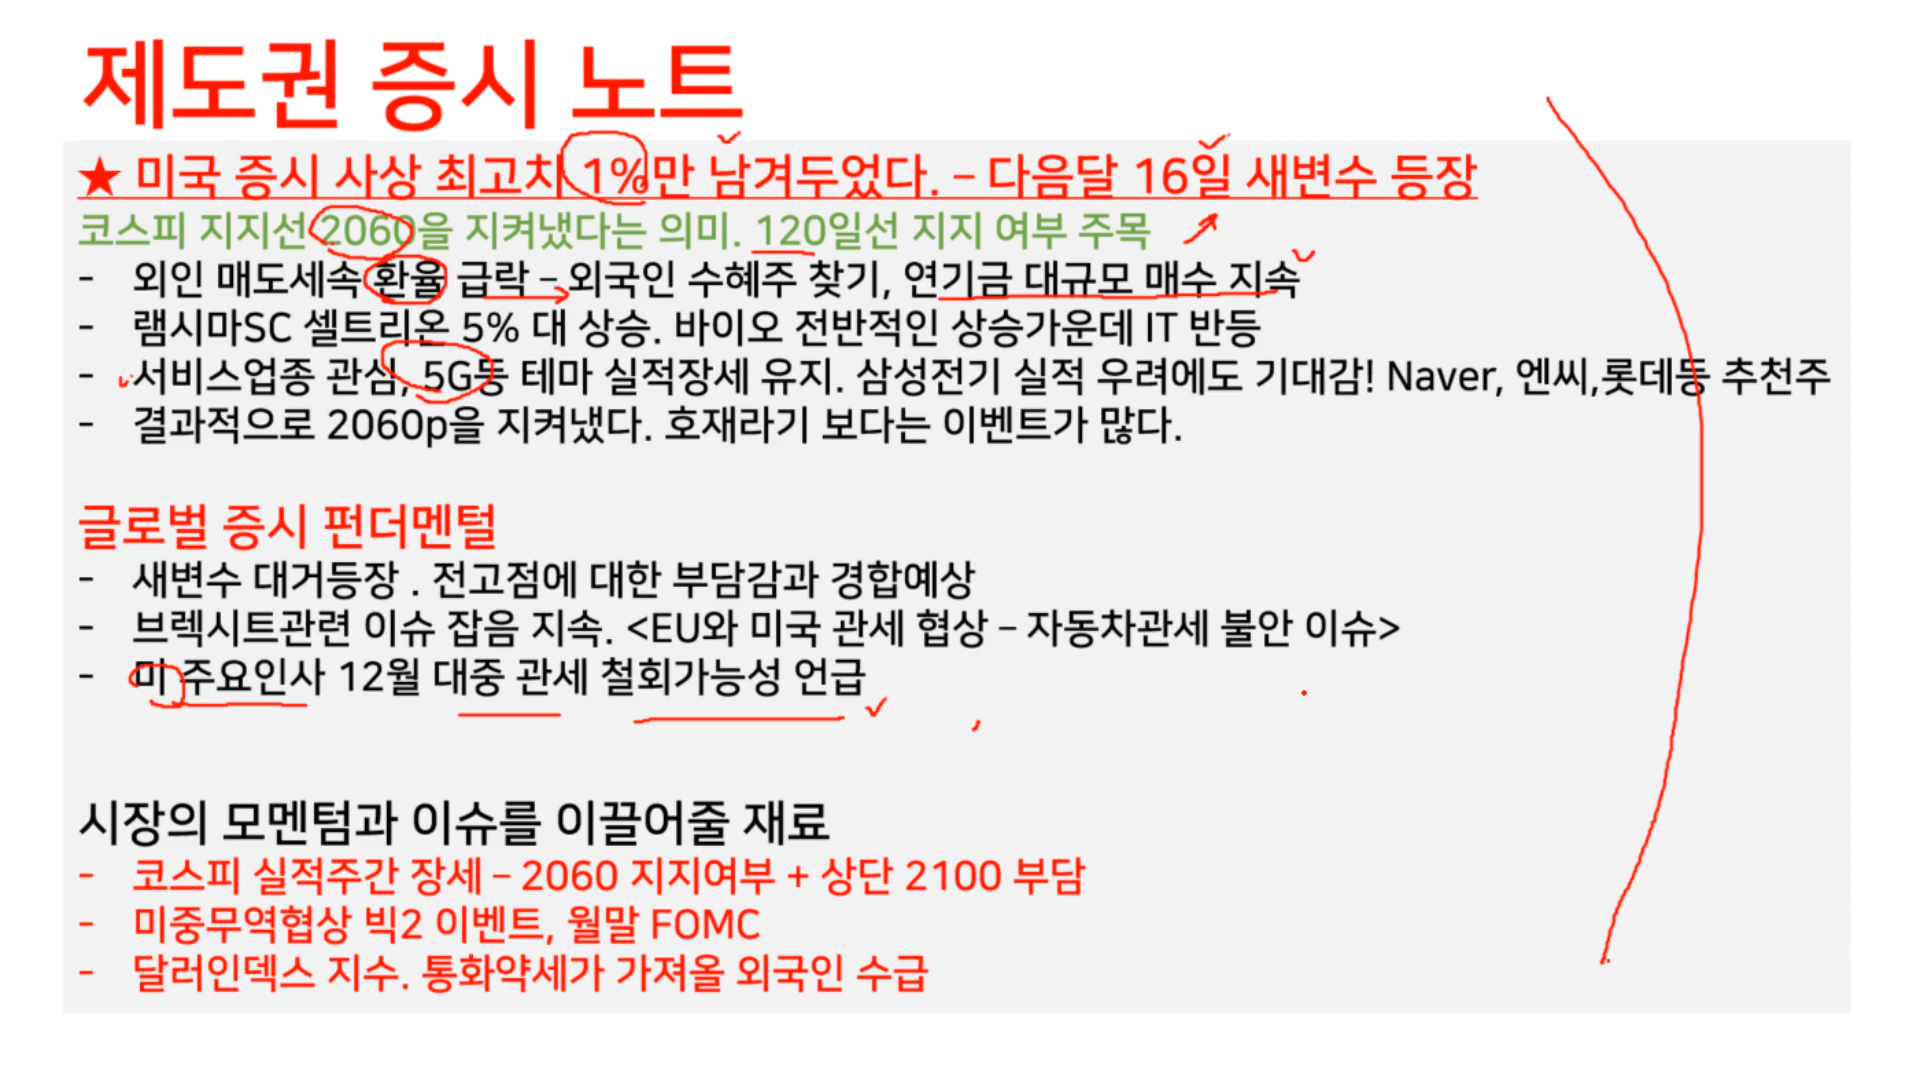 제도권 증시 노트
★ 미국 증시 사상 최고치 1%만 남겨두었다. – 다음달 16일 새변수 등장
코스피 지지선 2060을 지켜냈다는 의미. 120일선 지지 여부 주목
- 외인 매도세속 환율 급락 – 외국인 수혜주 찾기, 연기금 대규모 매수 지속
- 램시마SC 셀트리온 5% 대 상승. 바이오 전반적인 상승가운데 IT 반등
- 서비스업종 관심, 5G등 테마 실적장세 유지. 삼성전기 실적 우려에도 기대감! Naver, 엔씨,롯데등 추천주
- 결과적으로 2060p을 지켜냈다. 호재라기 보다는 이벤트가 많다.
글로벌 증시 펀더멘털
- 새변수 대거등장 . 전고점에 대한 부담감과 경합예상
- 브렉시트관련 이슈 잡음 지속. <EU와 미국 관세 협상 – 자동차관세 불안 이슈>
- 미 주요인사 12월 대중 관세 철회가능성 언급
시장의 모멘텀과 이슈를 이끌어줄 재료
- 코스피 실적주간 장세 – 2060 지지여부 + 상단 2100 부담
- 미중무역협상 빅2 이벤트, 월말 FOMC
- 달러인덱스 지수. 통화약세가 가져올 외국인 수급